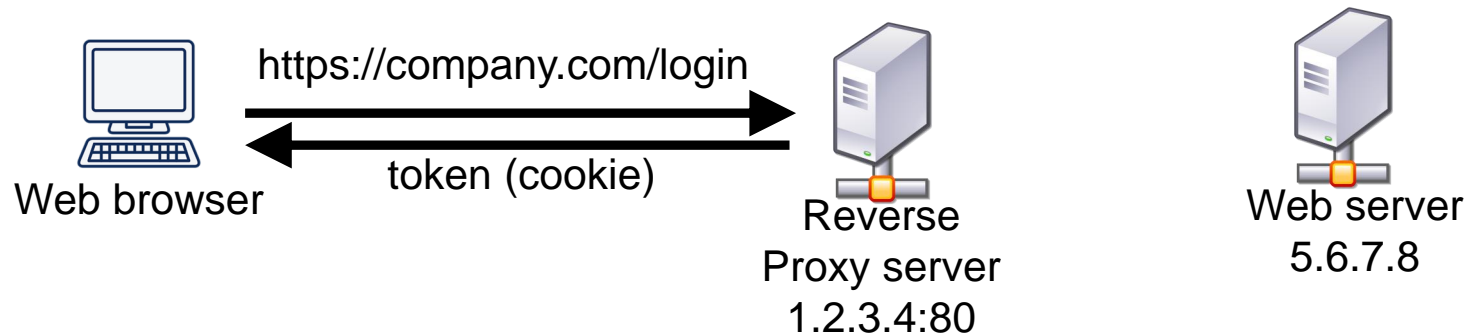 https://company.com/login
token (cookie)
Web browser
Reverse
Proxy server
1.2.3.4:80
Web server
5.6.7.8